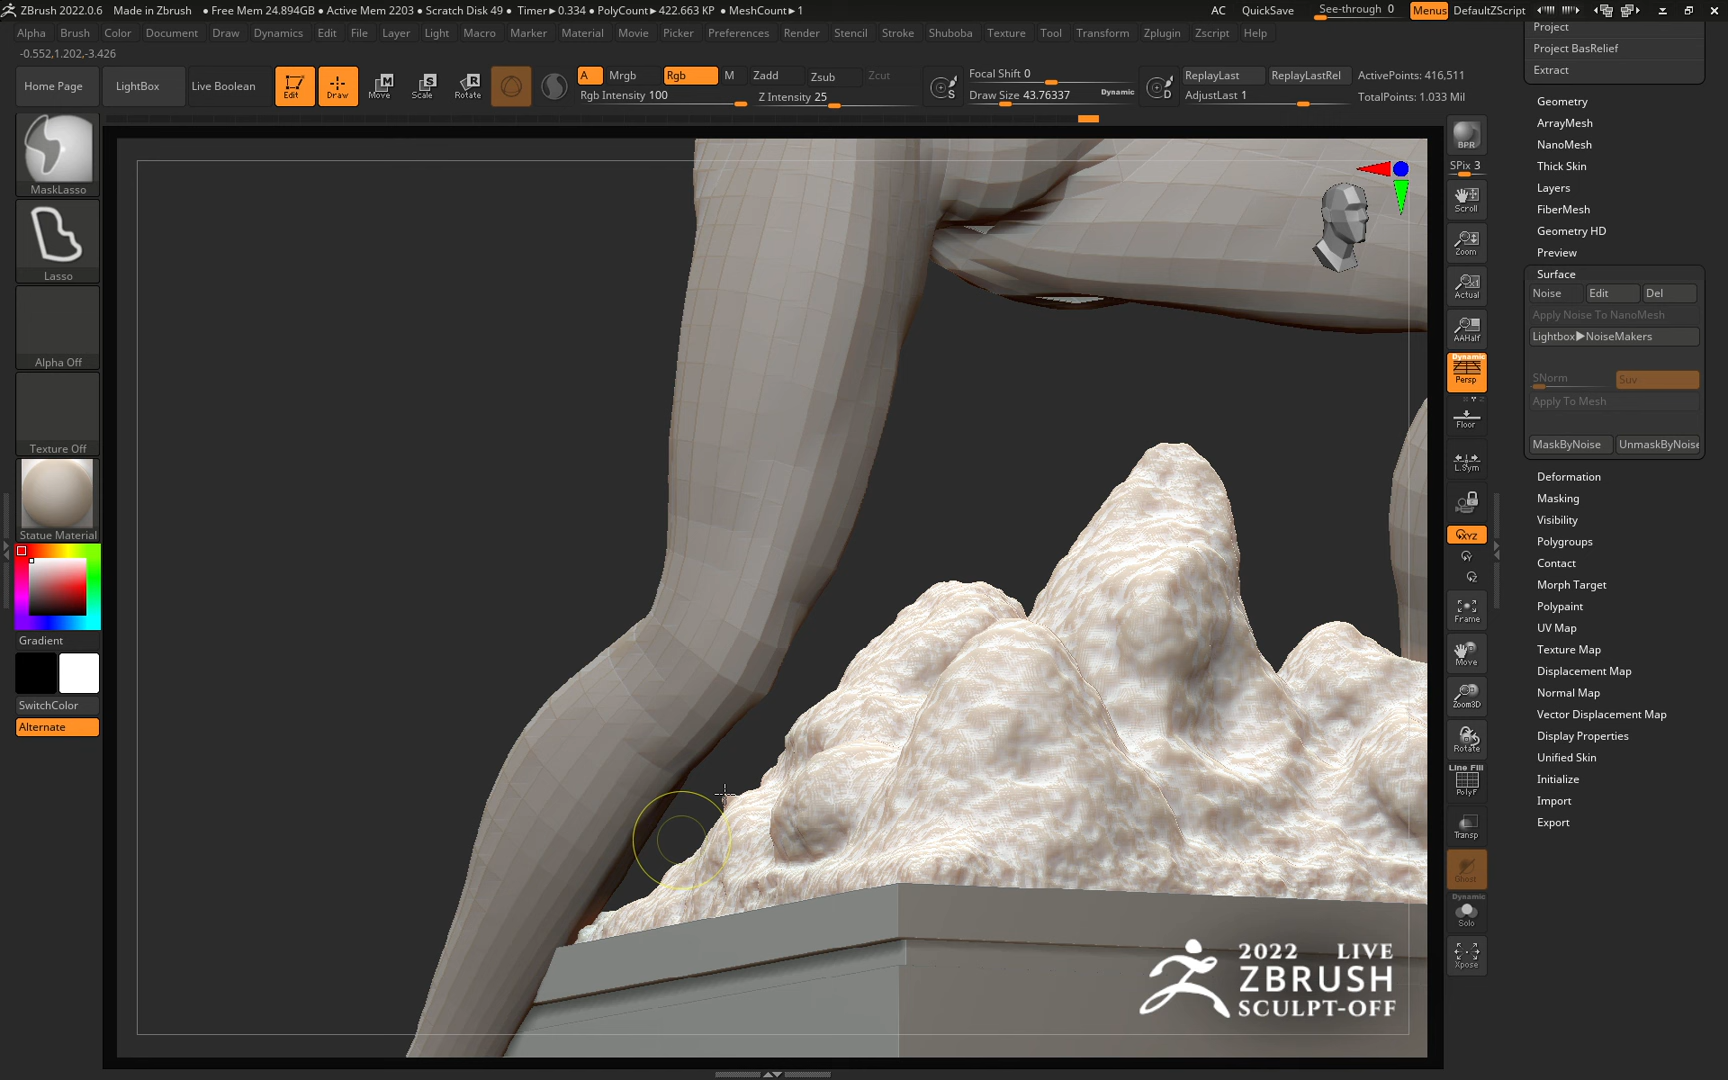 ZBrush 2022.0.6 Made in Zbrush • Free Mem 24.894GB • Active Mem 2203 • Scratch Disk 49 • Timer▶0.334 • PolyCount▶422.663 KP • MeshCount▶1 AC QuickSave See-through 0 Menus DefaultZScript
Alpha Brush Color Document Draw Dynamics Edit File Layer Light Macro Marker Material Movie Picker Preferences Render Stencil Stroke Shuboba Texture Tool Transform Zplugin Zscript Help
-0.552,1.202,-3.426
Home Page LightBox Live Boolean Edit Draw Move Scale Rotate
A Mrgb Rgb M Zadd Zsub Zcut
Rgb Intensity 100 Z Intensity 25
S Focal Shift 0
Draw Size 43.76337 Dynamic
D ReplayLast ReplayLastRel
AdjustLast 1
ActivePoints: 416,511
TotalPoints: 1.033 Mil
MaskLasso
Lasso
Alpha Off
Texture Off
Statue Material
Gradient
SwitchColor
Alternate
BPR
SPix 3
Scroll
Zoom
Actual
AAHalf
Dynamic
Persp
Floor
L.Sym
XYZ
Y
Z
Frame
Move
Zoom3D
Rotate
Line Fill
PolyF
Transp
Ghost
Dynamic
Solo
Xpose
Project
Project BasRelief
Extract
Geometry
ArrayMesh
NanoMesh
Thick Skin
Layers
FiberMesh
Geometry HD
Preview
Surface
Noise Edit Del
Apply Noise To NanoMesh
Lightbox▶NoiseMakers
SNorm Suv
Apply To Mesh
MaskByNoise UnmaskByNoise
Deformation
Masking
Visibility
Polygroups
Contact
Morph Target
Polypaint
UV Map
Texture Map
Displacement Map
Normal Map
Vector Displacement Map
Display Properties
Unified Skin
Initialize
Import
Export
2022 LIVE
ZBRUSH
SCULPT-OFF